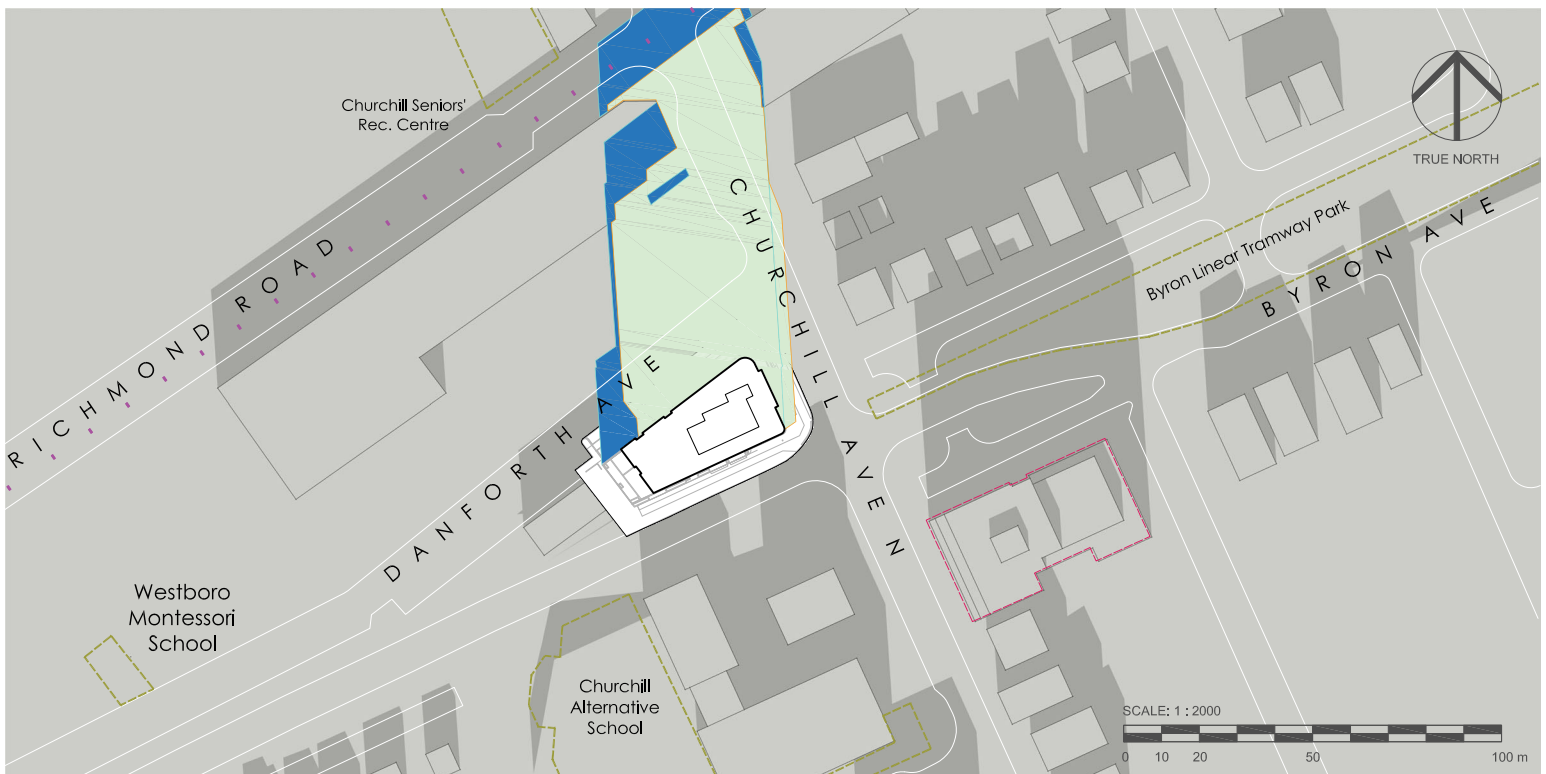 Churchill Seniors'
Rec. Centre
TRUE NORTH
RICHMOND ROAD
CHURCHILL AVEN
Byron Linear Tramway Park
BYRON AVE
DANFORTH AVE
Westboro
Montessori
School
Churchill
Alternative
School
SCALE: 1 : 2000
0 10 20 50 100 m